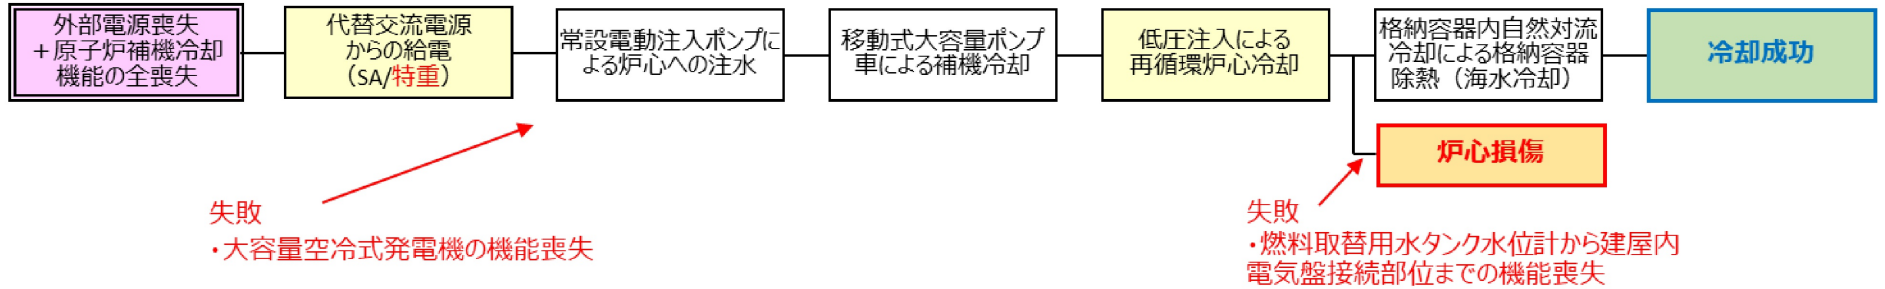 外部電源喪失
＋原子炉補機冷却
機能の全喪失
代替交流電源
からの給電
（SA/特重）
常設電動注入ポンプに
よる炉心への注水
移動式大容量ポンプ
車による補機冷却
低圧注入による
再循環炉心冷却
格納容器内自然対流
冷却による格納容器
除熱（海水冷却）
冷却成功
炉心損傷
失敗
・大容量空冷式発電機の機能喪失
失敗
・燃料取替用水タンク水位計から建屋内
電気盤接続部位までの機能喪失